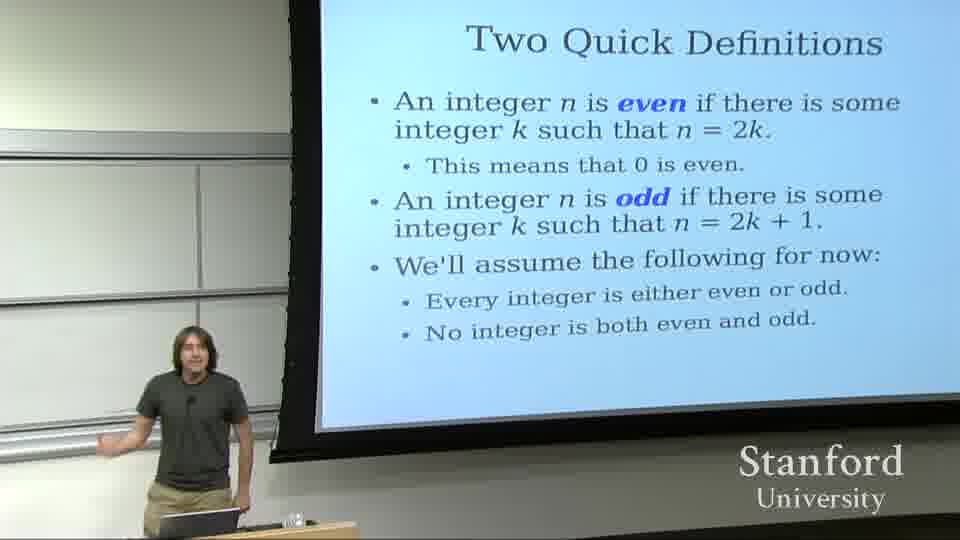 Two Quick Definitions
• An integer n is even if there is some
integer k such that n = 2k.
• This means that 0 is even.
• An integer n is odd if there is some
integer k such that n = 2k + 1.
• We'll assume the following for now:
• Every integer is either even or odd.
• No integer is both even and odd.
Stanford
University